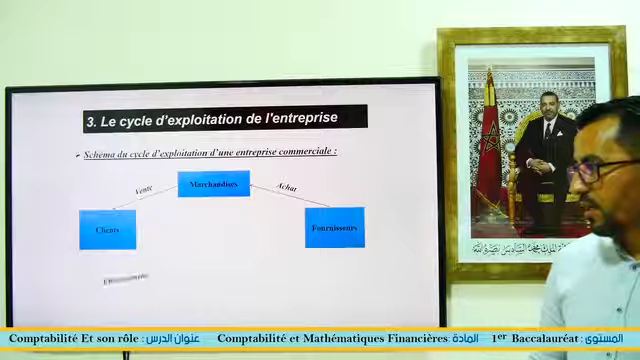 3. Le cycle d'exploitation de l'entreprise
Schéma du cycle d'exploitation d'une entreprise commerciale :
Marchandises
Vente
Achat
Clients
Fournisseurs
Comptabilité Et son rôle : عنوان الدرس
Comptabilité et Mathématiques Financières : المادة
1er Baccalauréat : المستوى